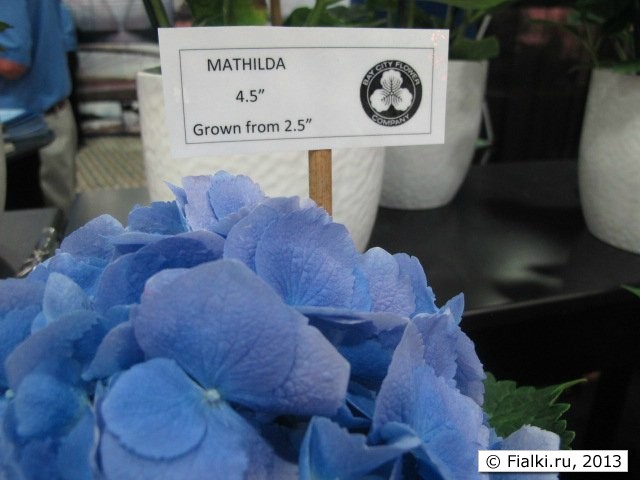 MATHILDA
4.5”
Grown from 2.5”
BAY CITY FLOWER
COMPANY
© Fialki.ru, 2013